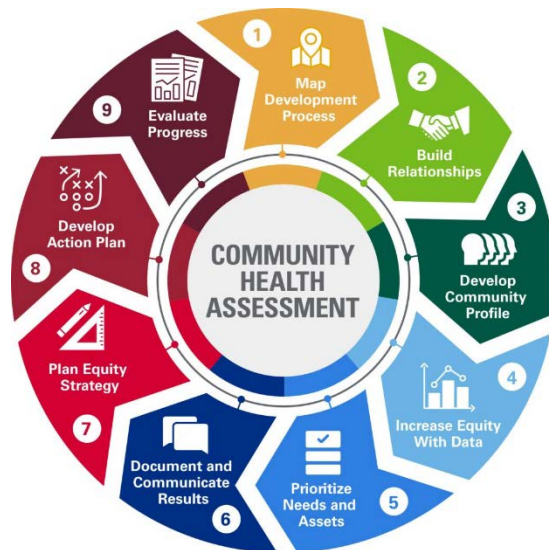 COMMUNITY
HEALTH
ASSESSMENT
1
Map
Development
Process
2
Build
Relationships
3
Develop
Community
Profile
4
Increase Equity
With Data
5
Prioritize
Needs and
Assets
6
Document and
Communicate
Results
7
Plan Equity
Strategy
8
Develop
Action Plan
9
Evaluate
Progress